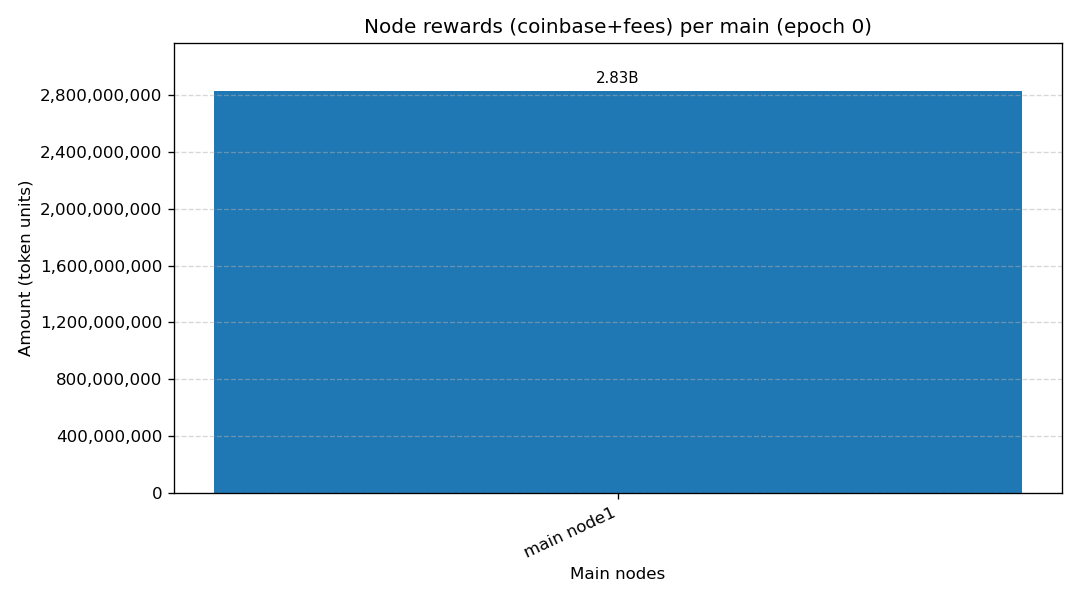 Node rewards (coinbase+fees) per main (epoch 0)
2.83B
2,800,000,000
2,400,000,000
2,000,000,000
1,600,000,000
1,200,000,000
800,000,000
400,000,000
0
Amount (token units)
main node1
Main nodes